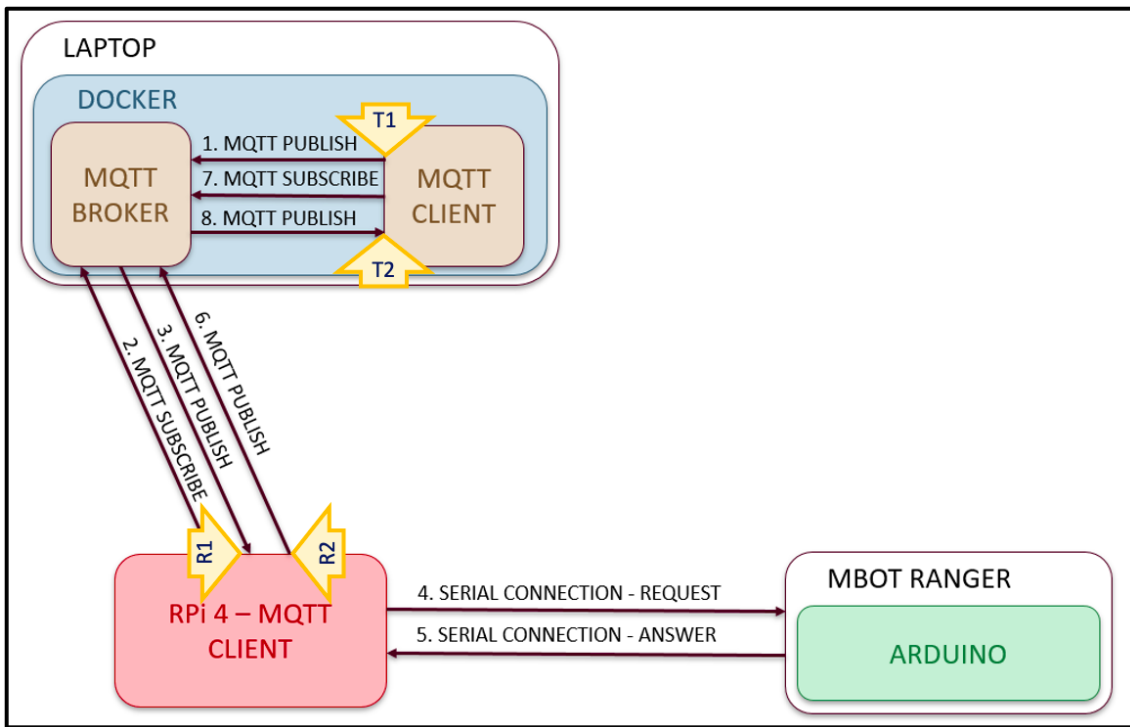 LAPTOP
DOCKER
T1
1. MQTT PUBLISH
7. MQTT SUBSCRIBE
8. MQTT PUBLISH
MQTT
BROKER
MQTT
CLIENT
T2
2. MQTT SUBSCRIBE
3. MQTT PUBLISH
6. MQTT PUBLISH
R1
R2
RPi 4 – MQTT
CLIENT
4. SERIAL CONNECTION - REQUEST
5. SERIAL CONNECTION - ANSWER
MBOT RANGER
ARDUINO